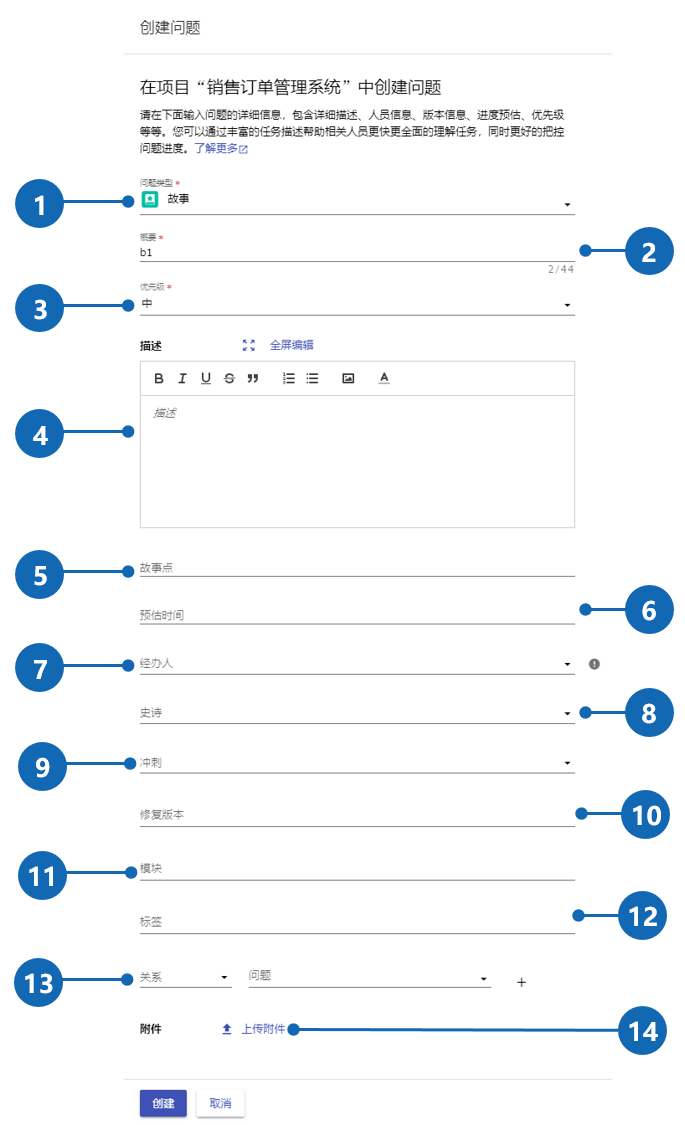 创建问题
在项目“销售订单管理系统”中创建问题
请在下面输入问题的详细信息，包含详细描述、人员信息、版本信息、进度预估、优先级
等等。您可以通过丰富的任务描述帮助相关人员更快更全面的理解任务，同时更好的把控
问题进度。了解更多
问题类型 *
1
故事
概要 *
2
b1
2/44
优先级 *
3
中
描述 全屏编辑
B I U S ” A
描述
4
5
故事点
预估时间
6
7
经办人
史诗
8
9
冲刺
修复版本
10
11
模块
标签
12
13
关系 问题 +
附件 上传附件
14
创建 取消